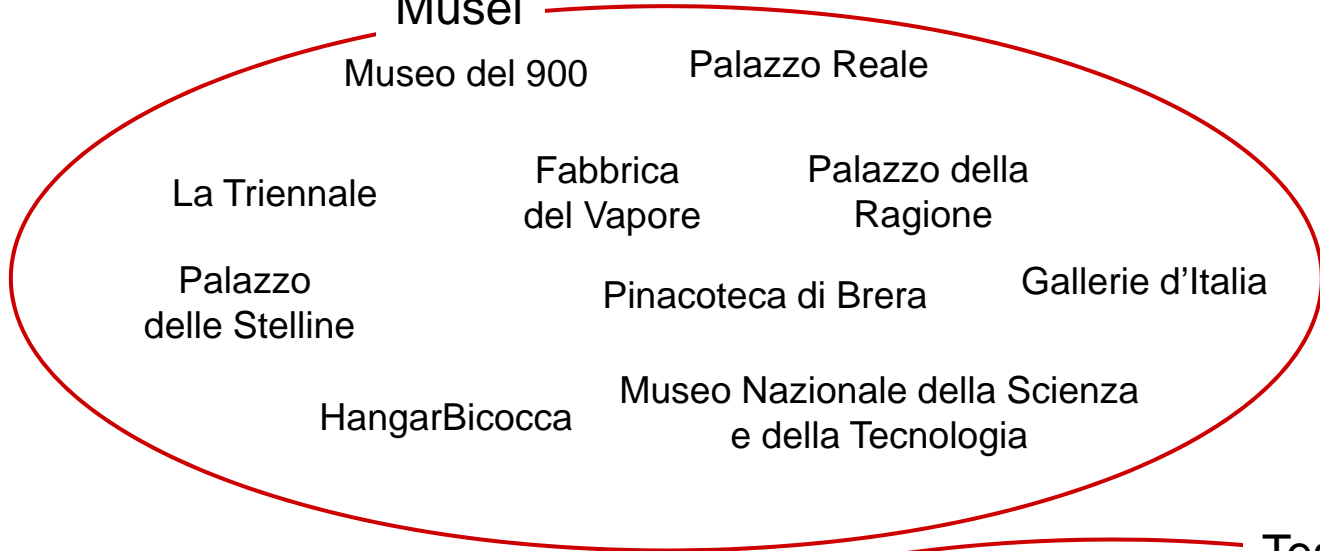 Musei
Museo del 900
Palazzo Reale
La Triennale
Fabbrica
del Vapore
Palazzo della
Ragione
Palazzo
delle Stelline
Pinacoteca di Brera
Gallerie d’Italia
HangarBicocca
Museo Nazionale della Scienza
e della Tecnologia